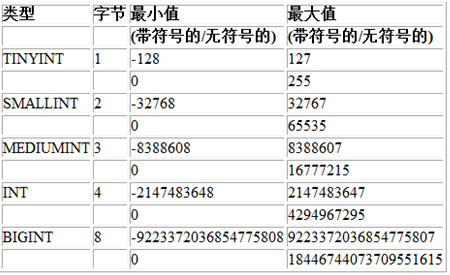 类型 字节 最小值 最大值
(带符号的/无符号的) (带符号的/无符号的)
TINYINT 1 -128 127
0 255
SMALLINT 2 -32768 32767
0 65535
MEDIUMINT 3 -8388608 8388607
0 16777215
INT 4 -2147483648 2147483647
0 4294967295
BIGINT 8 -9223372036854775808 9223372036854775807
0 18446744073709551615